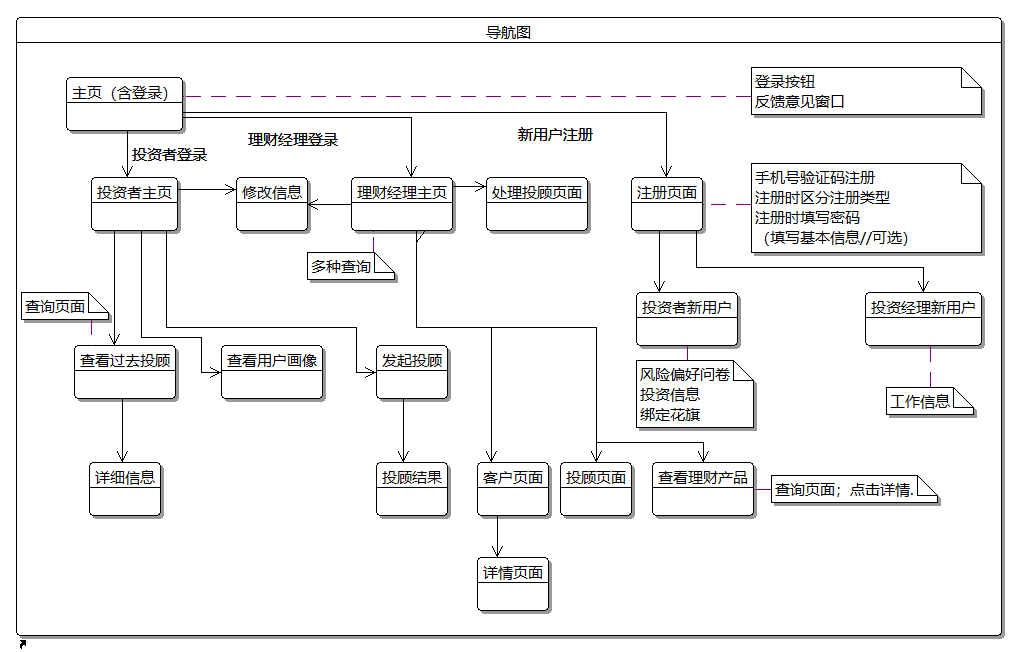 导航图
主页（含登录）
登录按钮
反馈意见窗口
投资者登录
理财经理登录
新用户注册
投资者主页
修改信息
理财经理主页
处理投顾页面
注册页面
手机号验证码注册
注册时区分注册类型
注册时填写密码
（填写基本信息//可选）
多种查询
查询页面
投资者新用户
投资经理新用户
查看过去投顾
查看用户画像
发起投顾
风险偏好问卷
投资信息
绑定花旗
工作信息
详细信息
投顾结果
客户页面
投顾页面
查看理财产品
查询页面；点击详情.
详情页面